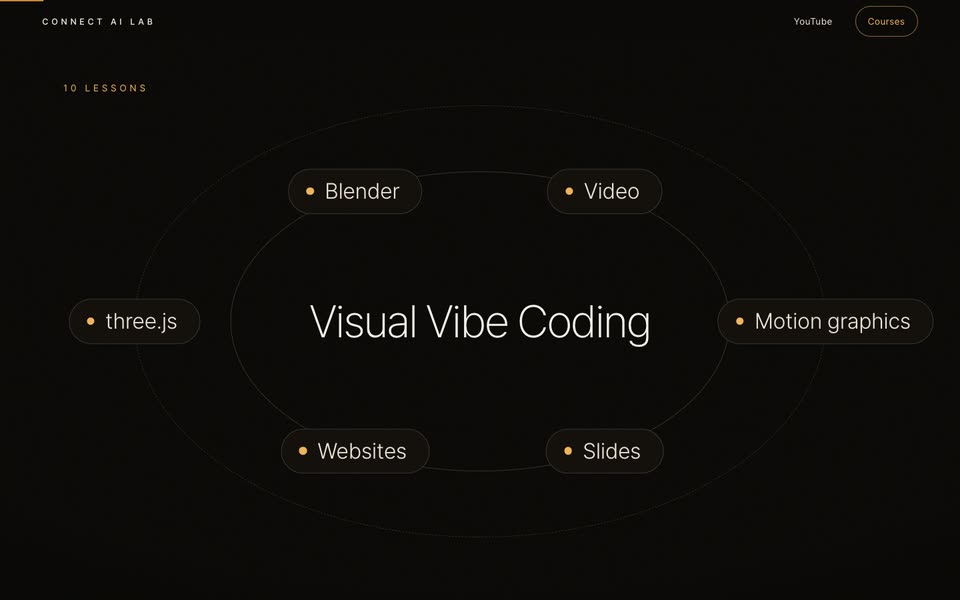 CONNECT AI LAB
YouTube
Courses
10 LESSONS
Blender
Video
three.js
Visual Vibe Coding
Motion graphics
Websites
Slides